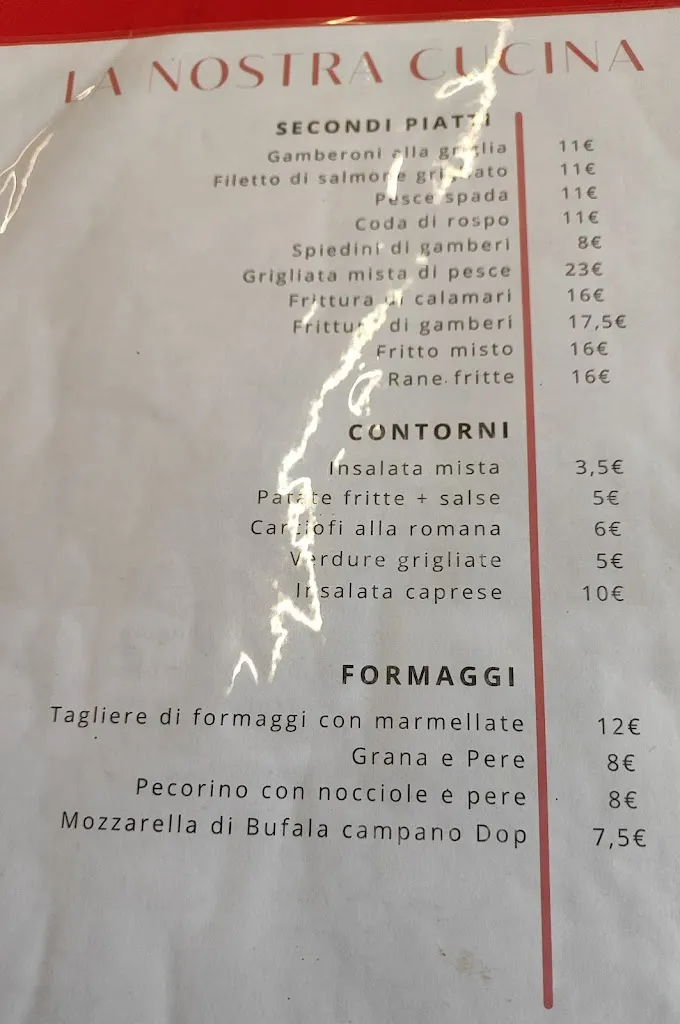 LA NOSTRA CUCINA
SECONDI PIATTI
Gamberoni alla griglia 11€
Filetto di salmone grigliato 11€
Pesce spada 11€
Coda di rospo 11€
Spiedini di gamberi 8€
Grigliata mista di pesce 23€
Frittura di calamari 16€
Frittura di gamberi 17,5€
Fritto misto 16€
Rane fritte 16€
CONTORNI
Insalata mista 3,5€
Patate fritte + salse 5€
Carciofi alla romana 6€
Verdure grigliate 5€
Insalata caprese 10€
FORMAGGI
Tagliere di formaggi con marmellate 12€
Grana e Pere 8€
Pecorino con nocciole e pere 8€
Mozzarella di Bufala campano Dop 7,5€